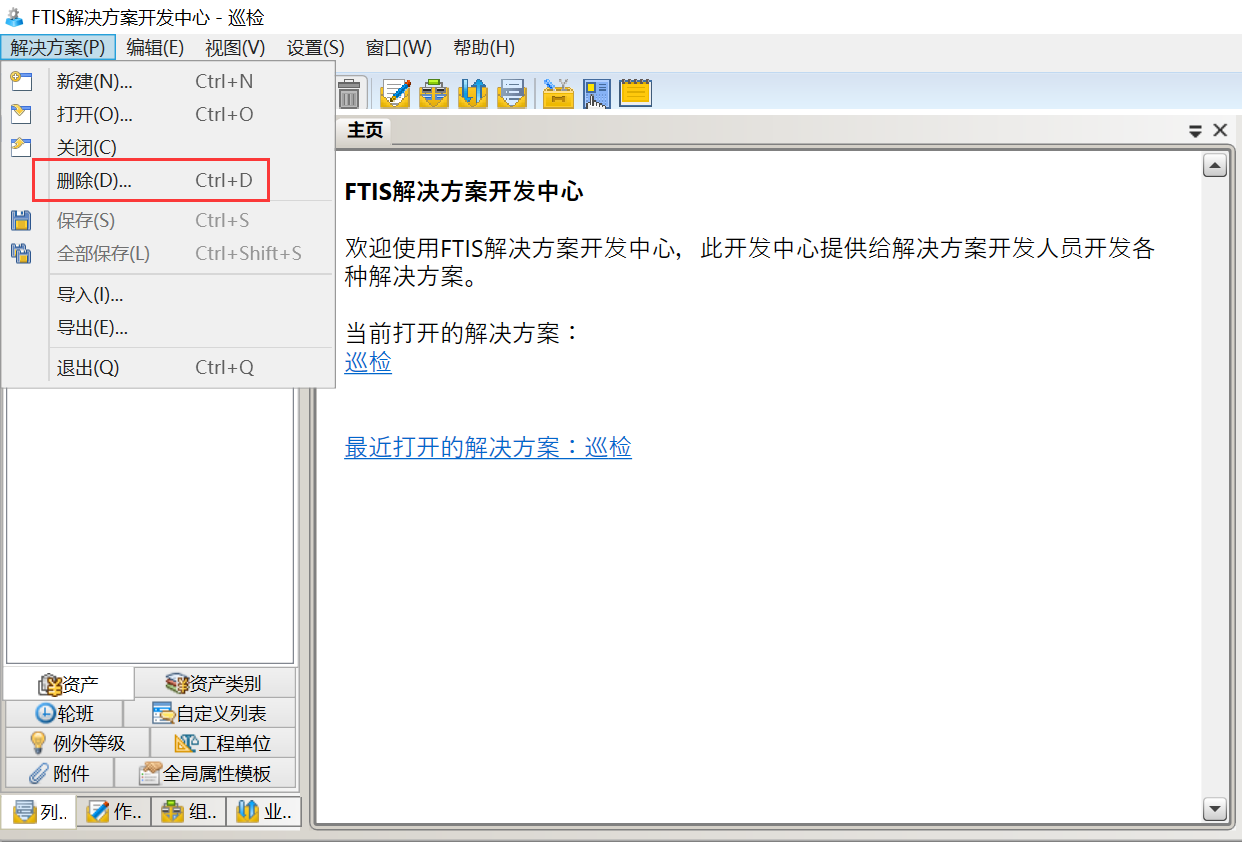 FTIS解决方案开发中心 - 巡检
解决方案(P) 编辑(E) 视图(V) 设置(S) 窗口(W) 帮助(H)
新建(N)... Ctrl+N
打开(O)... Ctrl+O
关闭(C)
删除(D)... Ctrl+D
保存(S) Ctrl+S
全部保存(L) Ctrl+Shift+S
导入(I)...
导出(E)...
退出(Q) Ctrl+Q
主页
FTIS解决方案开发中心
欢迎使用FTIS解决方案开发中心，此开发中心提供给解决方案开发人员开发各
种解决方案。
当前打开的解决方案：
巡检
最近打开的解决方案：巡检
资产 资产类别
轮班 自定义列表
例外等级 工程单位
附件 全局属性模板
列.. 作.. 组.. 业..